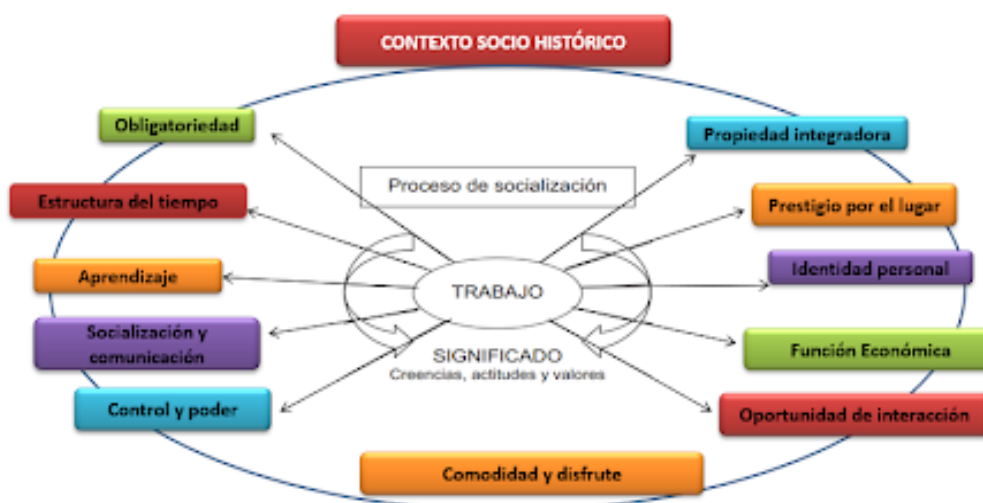 CONTEXTO SOCIO HISTÓRICO
Obligatoriedad
Propiedad integradora
Proceso de socialización
Estructura del tiempo
Prestigio por el lugar
Aprendizaje
TRABAJO
Identidad personal
Socialización y
comunicación
SIGNIFICADO
Creencias, actitudes y valores
Función Económica
Control y poder
Oportunidad de interacción
Comodidad y disfrute